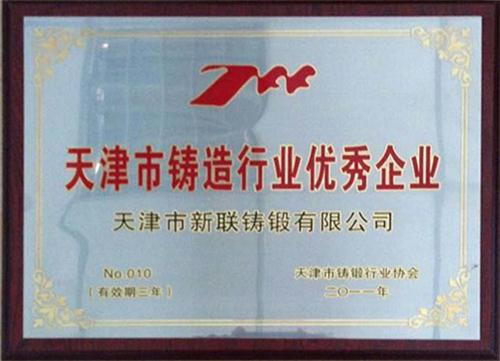 天津市铸造行业优秀企业
天津市新联铸锻有限公司
No.010
(有效期三年)
天津市铸锻行业协会
二〇一一年